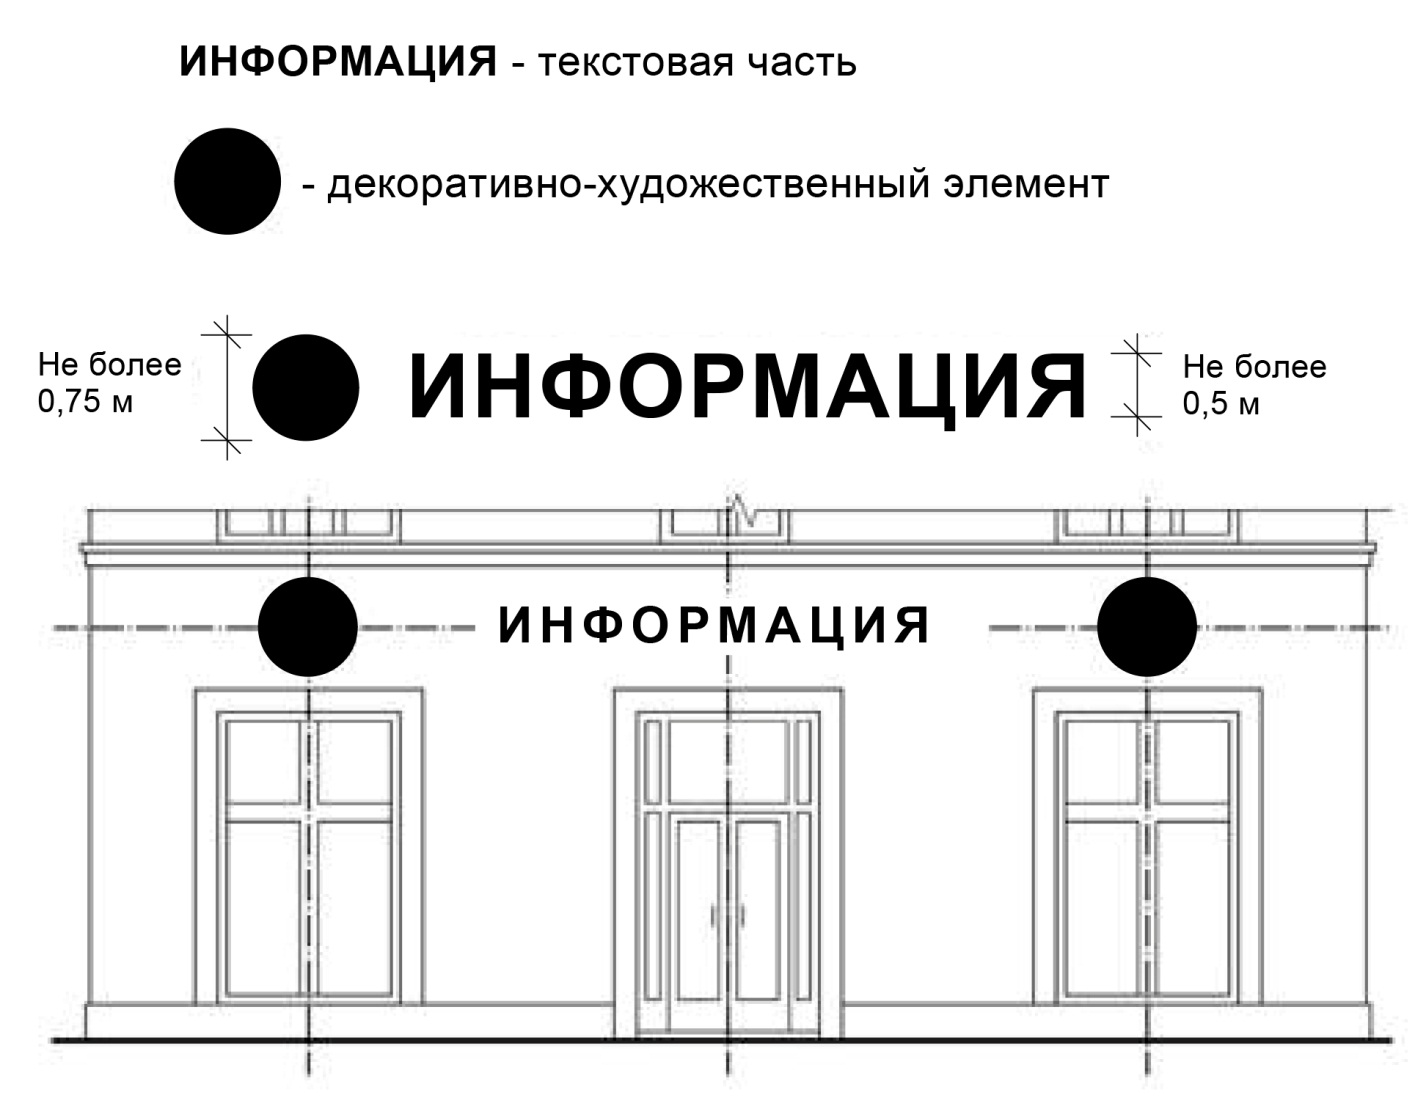 ИНФОРМАЦИЯ - текстовая часть
- декоративно-художественный элемент
Не более
0,75 м
ИНФОРМАЦИЯ
Не более
0,5 м
ИНФОРМАЦИЯ